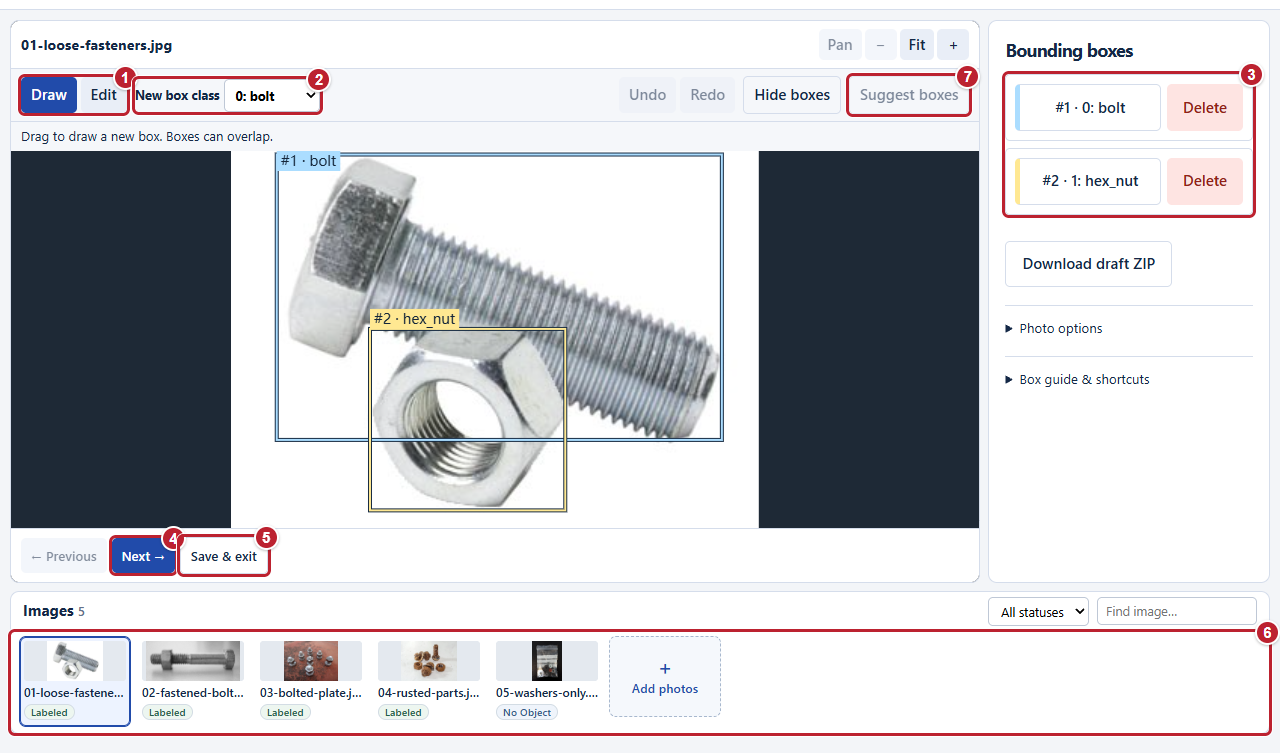 01-loose-fasteners.jpg
Pan − Fit +
Draw Edit 1 New box class 0: bolt 2 Undo Redo Hide boxes Suggest boxes 7
Drag to draw a new box. Boxes can overlap.
#1 · bolt
#2 · hex_nut
← Previous Next → 4 Save & exit 5
Bounding boxes
3
#1 · 0: bolt Delete
#2 · 1: hex_nut Delete
Download draft ZIP
▶ Photo options
▶ Box guide & shortcuts
Images 5 All statuses Find image...
6
01-loose-fastene... 02-fastened-bolt... 03-bolted-plate.j... 04-rusted-parts.j... 05-washers-only....
Labeled Labeled Labeled Labeled No Object
+
Add photos